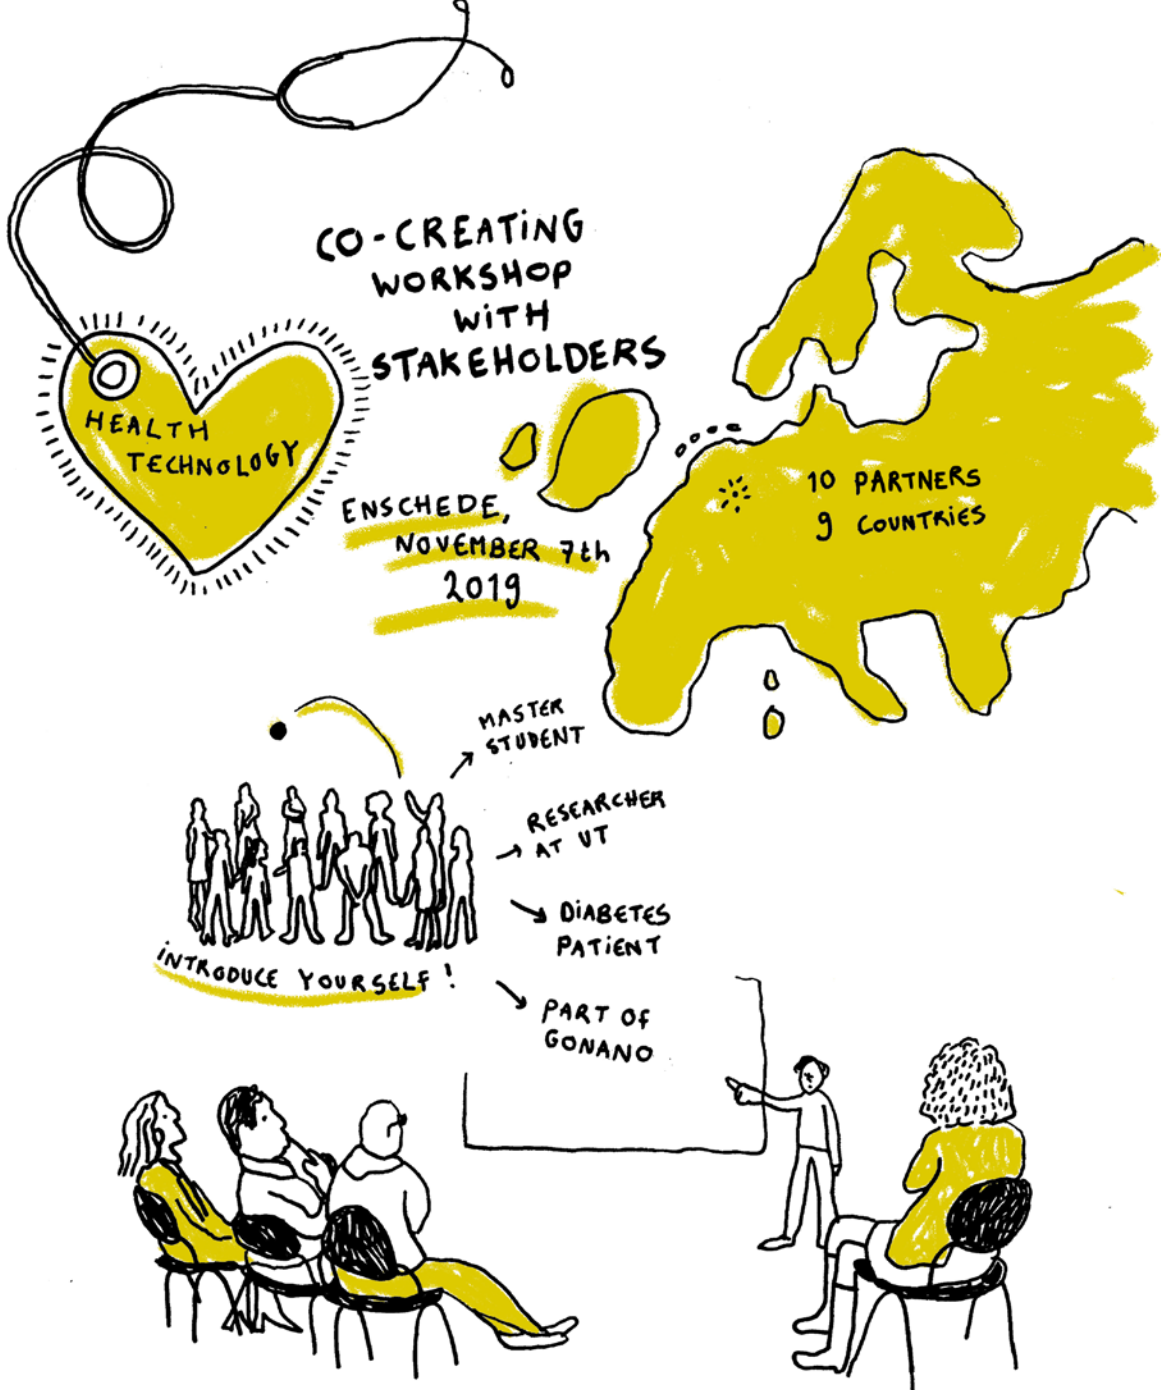 CO-CREATING
WORKSHOP
WITH
STAKEHOLDERS
HEALTH
TECHNOLOGY
ENSCHEDE,
NOVEMBER 7th
2019
10 PARTNERS
9 COUNTRIES
MASTER
STUDENT
RESEARCHER
AT UT
DIABETES
PATIENT
PART OF
GONANO
INTRODUCE YOURSELF!